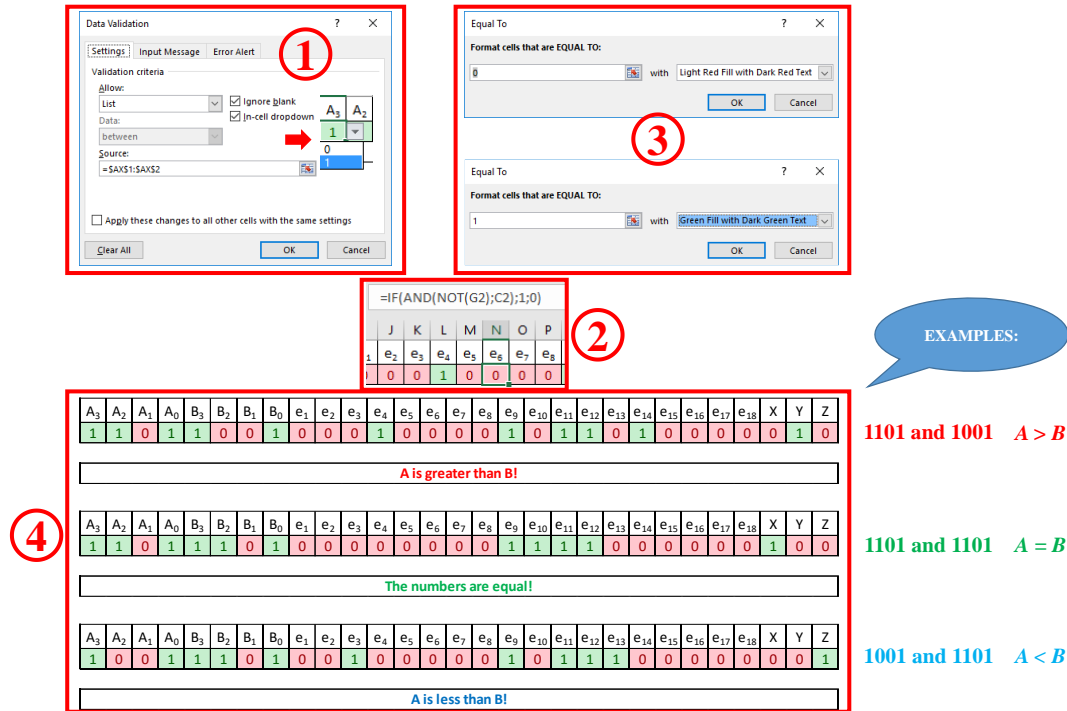 Data Validation ? ×
Settings Input Message Error Alert
1
Validation criteria
Allow:
List
Ignore blank
In-cell dropdown
Data:
between
Source:
=$AX$1:$AX$2
A3 A2
1
0
1
Apply these changes to all other cells with the same settings
Clear All OK Cancel
Equal To ? ×
Format cells that are EQUAL TO:
0 with Light Red Fill with Dark Red Text
OK Cancel
3
Equal To ? ×
Format cells that are EQUAL TO:
1 with Green Fill with Dark Green Text
OK Cancel
=IF(AND(NOT(G2);C2);1;0)
J K L M N O P
1 e2 e3 e4 e5 e6 e7 e8
0 0 1 0 0 0 0
2
EXAMPLES:
4
A3 A2 A1 A0 B3 B2 B1 B0 e1 e2 e3 e4 e5 e6 e7 e8 e9 e10 e11 e12 e13 e14 e15 e16 e17 e18 X Y Z
1 1 0 1 1 0 0 1 0 0 0 1 0 0 0 0 1 0 1 1 0 1 0 0 0 0 0 1 0
1101 and 1001 A > B
A is greater than B!
A3 A2 A1 A0 B3 B2 B1 B0 e1 e2 e3 e4 e5 e6 e7 e8 e9 e10 e11 e12 e13 e14 e15 e16 e17 e18 X Y Z
1 1 0 1 1 1 0 1 0 0 0 0 0 0 0 0 1 1 1 1 0 0 0 0 0 0 1 0 0
1101 and 1101 A = B
The numbers are equal!
A3 A2 A1 A0 B3 B2 B1 B0 e1 e2 e3 e4 e5 e6 e7 e8 e9 e10 e11 e12 e13 e14 e15 e16 e17 e18 X Y Z
1 0 0 1 1 1 0 1 0 0 1 0 0 0 0 0 1 0 1 1 1 0 0 0 0 0 0 0 1
1001 and 1101 A < B
A is less than B!